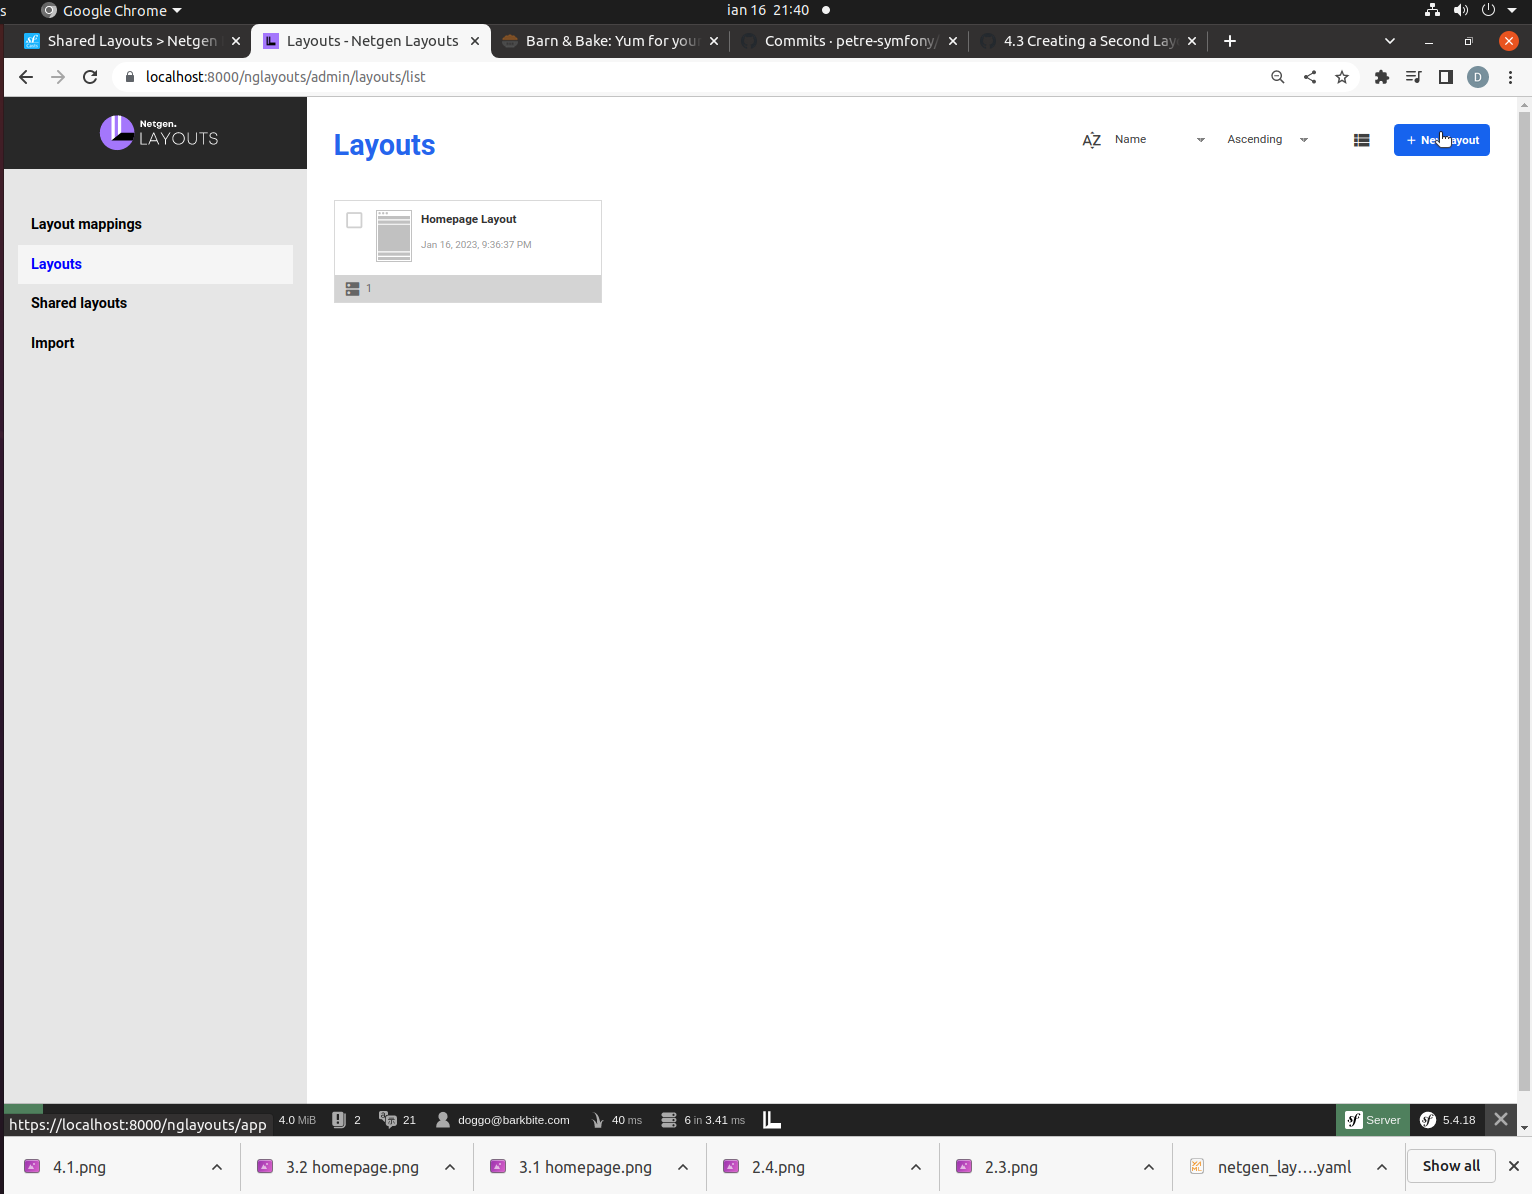 s Google Chrome ian 16 21:40
Shared Layouts > Netgen
Layouts - Netgen Layouts
Barn & Bake: Yum for your
Commits · petre-symfony/
4.3 Creating a Second Lay
localhost:8000/nglayouts/admin/layouts/list
D
Netgen.
LAYOUTS
Layouts
AZ Name Ascending
+ New Layout
Layout mappings
Layouts
Shared layouts
Import
Homepage Layout
Jan 16, 2023, 9:36:37 PM
1
https://localhost:8000/nglayouts/app
4.0 MiB 2 21 doggo@barkbite.com 40 ms 6 in 3.41 ms Server 5.4.18
4.1.png
3.2 homepage.png
3.1 homepage.png
2.4.png
2.3.png
netgen_lay....yaml
Show all